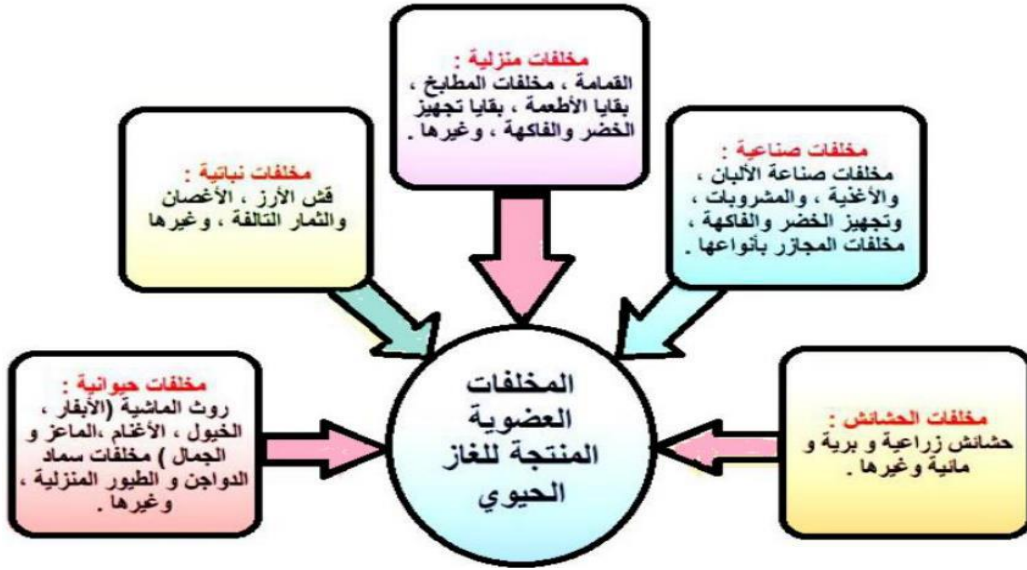 مخلفات منزلية :
القمامة ، مخلفات المطابخ ،
بقايا الأطعمة ، بقايا تجهيز
الخضر والفاكهة ، وغيرها .
مخلفات صناعية :
مخلفات صناعة الألبان ،
والأغذية ، والمشروبات ،
وتجهيز الخضر والفاكهة ،
مخلفات المجازر بأنواعها .
مخلفات نباتية :
قش الأرز ، الأغصان
والثمار التالفة ، وغيرها
مخلفات الحشائش :
حشائش زراعية و برية و
مائية وغيرها .
مخلفات حيوانية :
روث الماشية (الأبقار ،
الخيول ، الأغنام ،الماعز و
الجمال ) مخلفات سماد
الدواجن و الطيور المنزلية ،
وغيرها .
المخلفات
العضوية
المنتجة للغاز
الحيوي